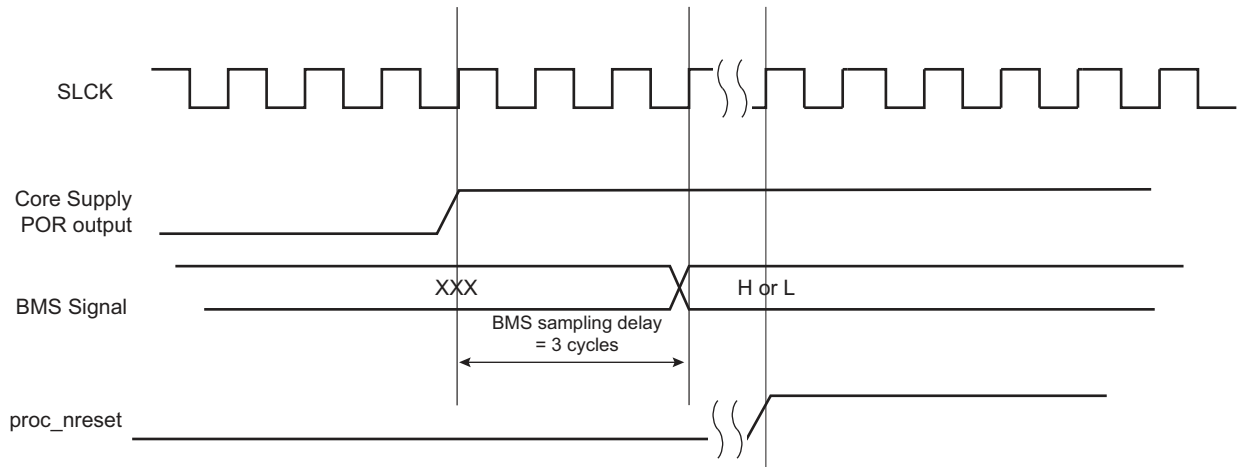 SLCK
Core Supply
POR output
BMS Signal
XXX
H or L
BMS sampling delay
= 3 cycles
proc_nreset